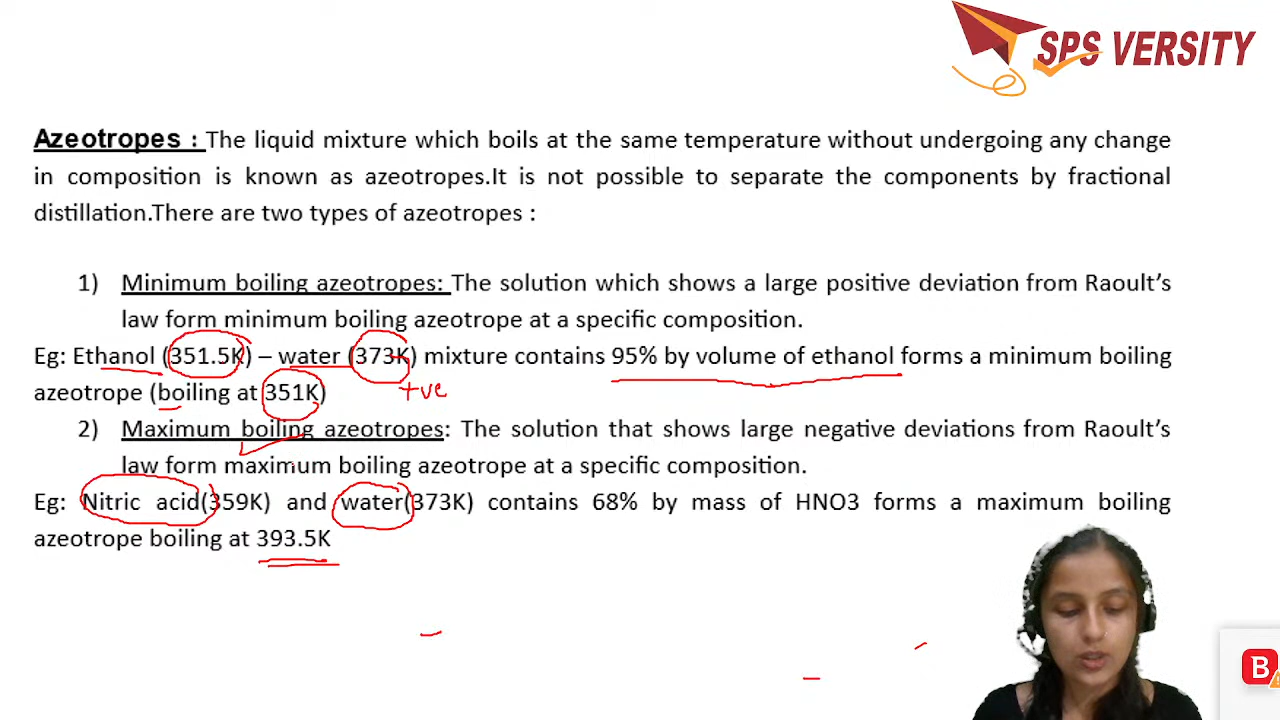 SPS VERSITY
Azeotropes : The liquid mixture which boils at the same temperature without undergoing any change
in composition is known as azeotropes.It is not possible to separate the components by fractional
distillation.There are two types of azeotropes :
1) Minimum boiling azeotropes: The solution which shows a large positive deviation from Raoult’s
law form minimum boiling azeotrope at a specific composition.
Eg: Ethanol (351.5K) – water (373K) mixture contains 95% by volume of ethanol forms a minimum boiling
azeotrope (boiling at 351K) +ve
2) Maximum boiling azeotropes: The solution that shows large negative deviations from Raoult’s
law form maximum boiling azeotrope at a specific composition.
Eg: Nitric acid(359K) and water(373K) contains 68% by mass of HNO3 forms a maximum boiling
azeotrope boiling at 393.5K
B